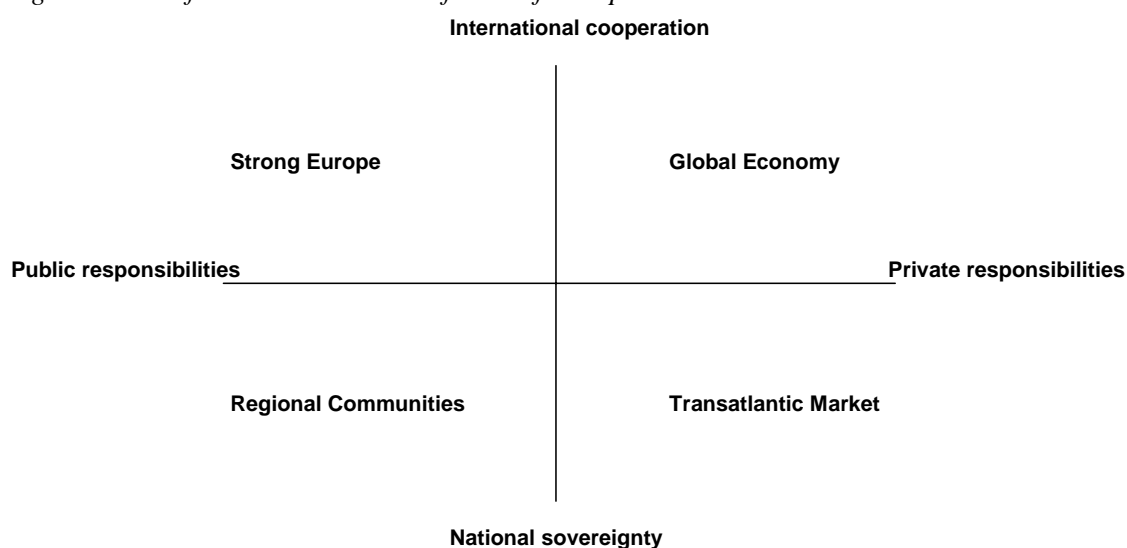 International cooperation
Strong Europe Global Economy
Public responsibilities Private responsibilities
Regional Communities Transatlantic Market
National sovereignty